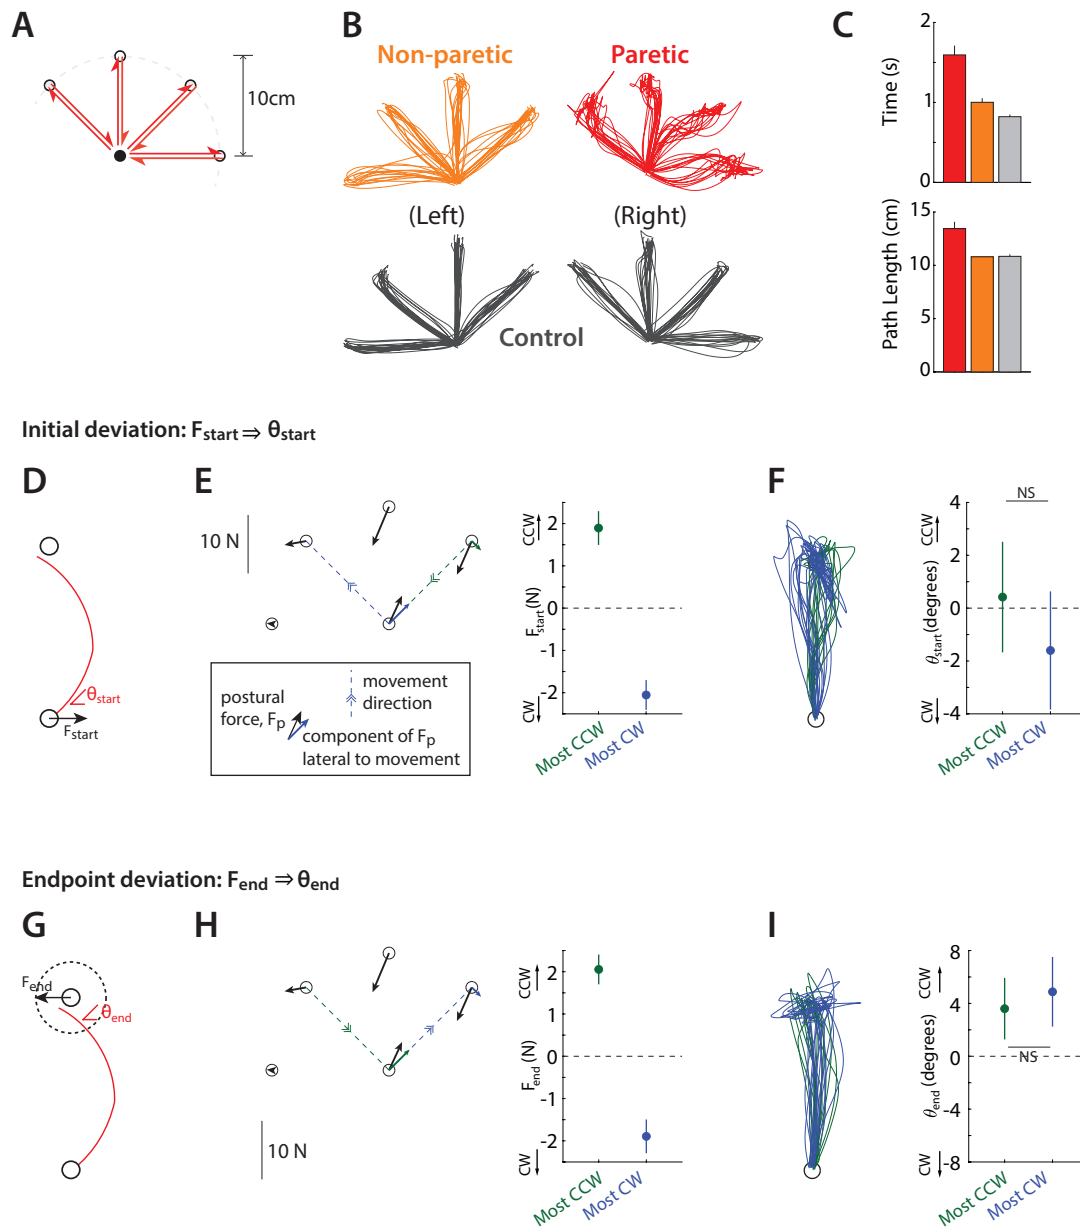 A
10cm
B
Non-paretic
Paretic
(Left)
(Right)
Control
C
2
1
0
Time (s)
15
10
5
0
Path Length (cm)
Initial deviation: Fstart ⇒ θstart
D
θstart
Fstart
E
10 N
postural
force, Fp
movement
direction
component of Fp
lateral to movement
CCW
2
1
0
-1
-2
CW
Fstart (N)
Most CCW
Most CW
F
NS
4
2
0
-2
-4
CCW
CW
θstart (degrees)
Most CCW
Most CW
Endpoint deviation: Fend ⇒ θend
G
Fend
θend
H
10 N
CCW
2
1
0
-1
-2
CW
Fend (N)
Most CCW
Most CW
I
8
4
0
-4
-8
CCW
CW
θend (degrees)
NS
Most CCW
Most CW